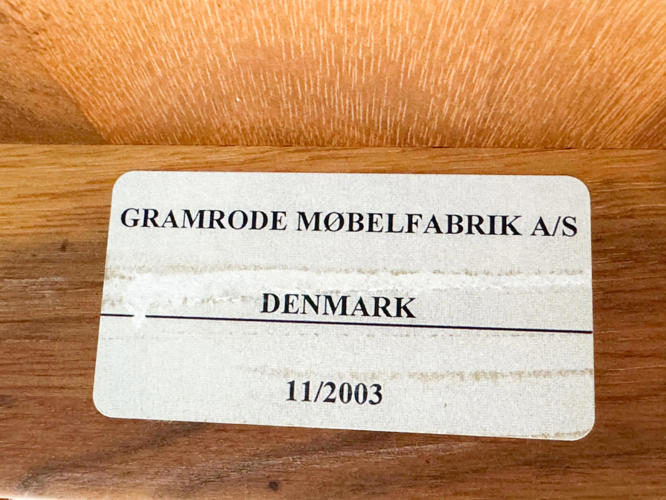 GRAMRODE MØBELFABRIK A/S
DENMARK
11/2003